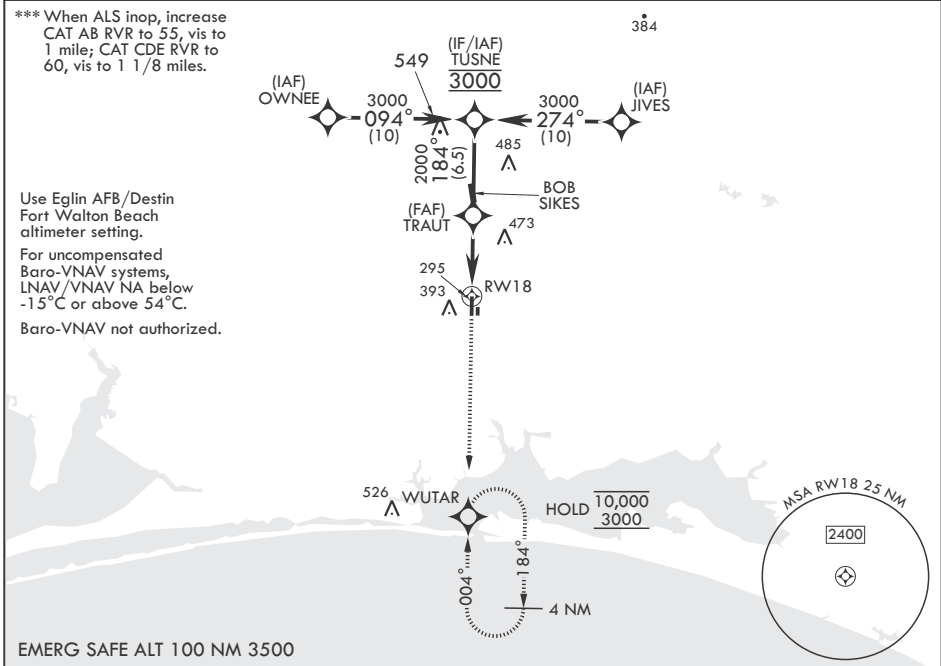 *** When ALS inop, increase
CAT AB RVR to 55, vis to
1 mile; CAT CDE RVR to
60, vis to 1 1/8 miles.
384
(IF/IAF)
TUSNE
3000
549
(IAF)
OWNEE
3000
094°
(10)
3000
274°
(10)
(IAF)
JIVES
2000
184°
(6.5)
485
BOB
SIKES
Use Eglin AFB/Destin
Fort Walton Beach
altimeter setting.
(FAF)
TRAUT
473
For uncompensated
Baro-VNAV systems,
LNAV/VNAV NA below
-15°C or above 54°C.
Baro-VNAV not authorized.
295
393
RW18
526
WUTAR
HOLD
10,000
3000
004°
184°
4 NM
MSA RW18 25 NM
2400
EMERG SAFE ALT 100 NM 3500